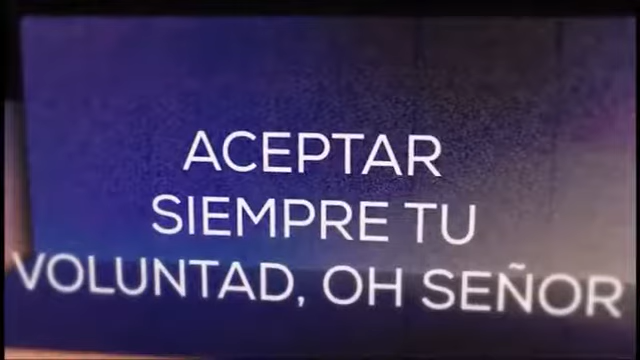 ACEPTAR
SIEMPRE TU
VOLUNTAD, OH SEÑOR